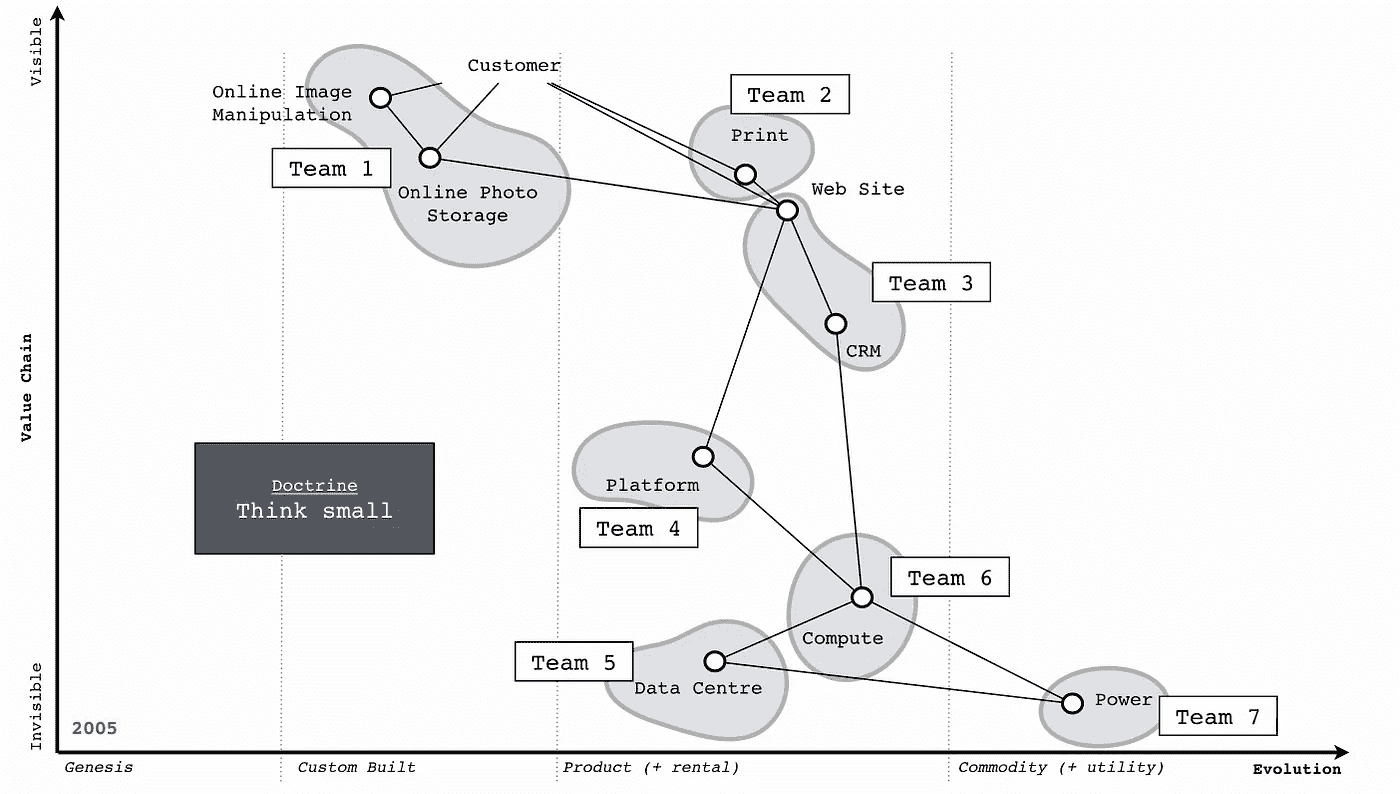 Visible
Customer
Online Image
Manipulation
Team 2
Print
Team 1
Online Photo
Storage
Web Site
Team 3
CRM
Value Chain
Doctrine
Think small
Platform
Team 4
Team 6
Compute
Team 5
Data Centre
Power
Team 7
Invisible
2005
Genesis
Custom Built
Product (+ rental)
Commodity (+ utility)
Evolution